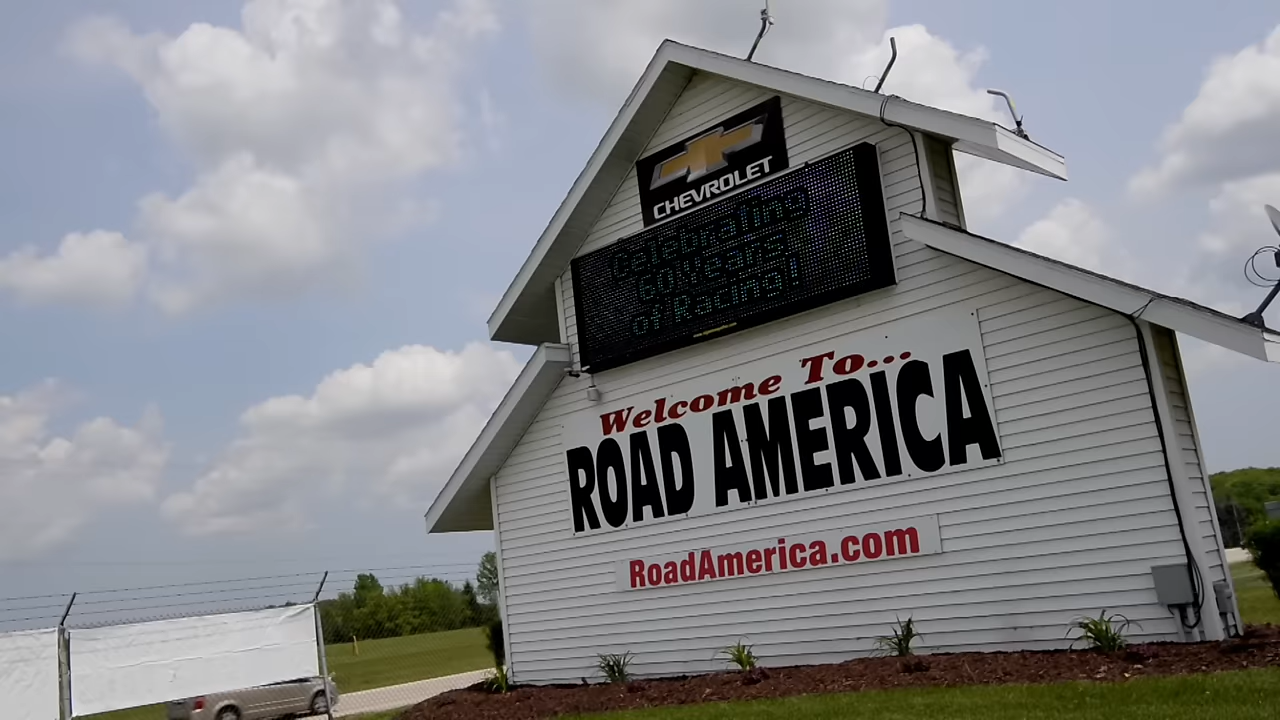 CHEVROLET
Celebrating
60 Years
of Racing!
Welcome To...
ROAD AMERICA
RoadAmerica.com